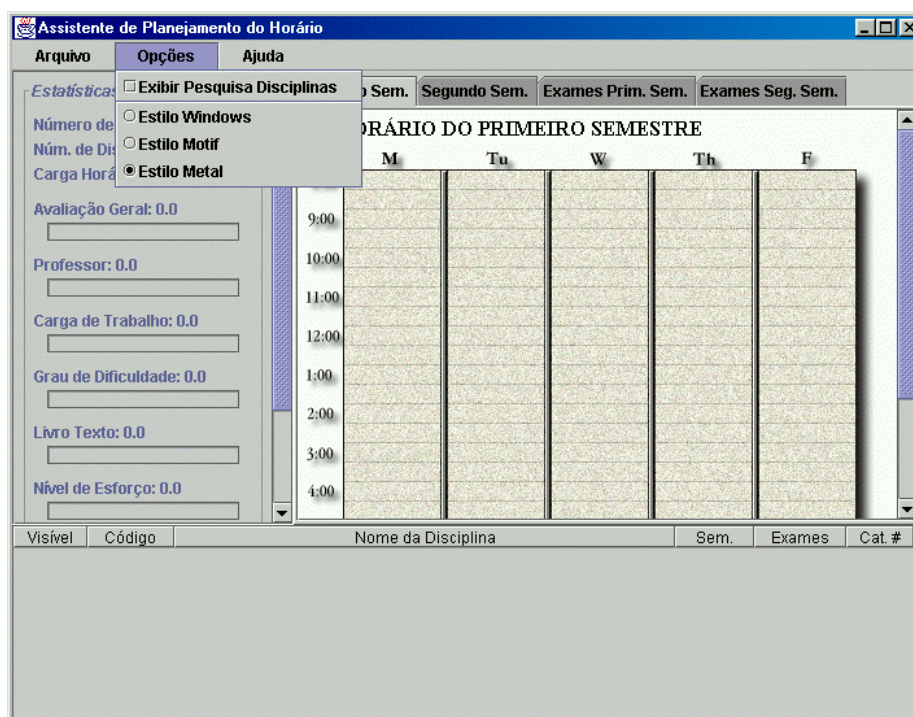 Assistente de Planejamento do Horário
Arquivo Opções Ajuda
Exibir Pesquisa Disciplinas
Estilo Windows
Estilo Motif
Estilo Metal
Estatísticas
Número de
Núm. de Dis
Carga Horá
Avaliação Geral: 0.0
Professor: 0.0
Carga de Trabalho: 0.0
Grau de Dificuldade: 0.0
Livro Texto: 0.0
Nível de Esforço: 0.0
o Sem. Segundo Sem. Exames Prim. Sem. Exames Seg. Sem.
RÁRIO DO PRIMEIRO SEMESTRE
M Tu W Th F
9:00
10:00
11:00
12:00
1:00
2:00
3:00
4:00
Visível Código Nome da Disciplina Sem. Exames Cat. #